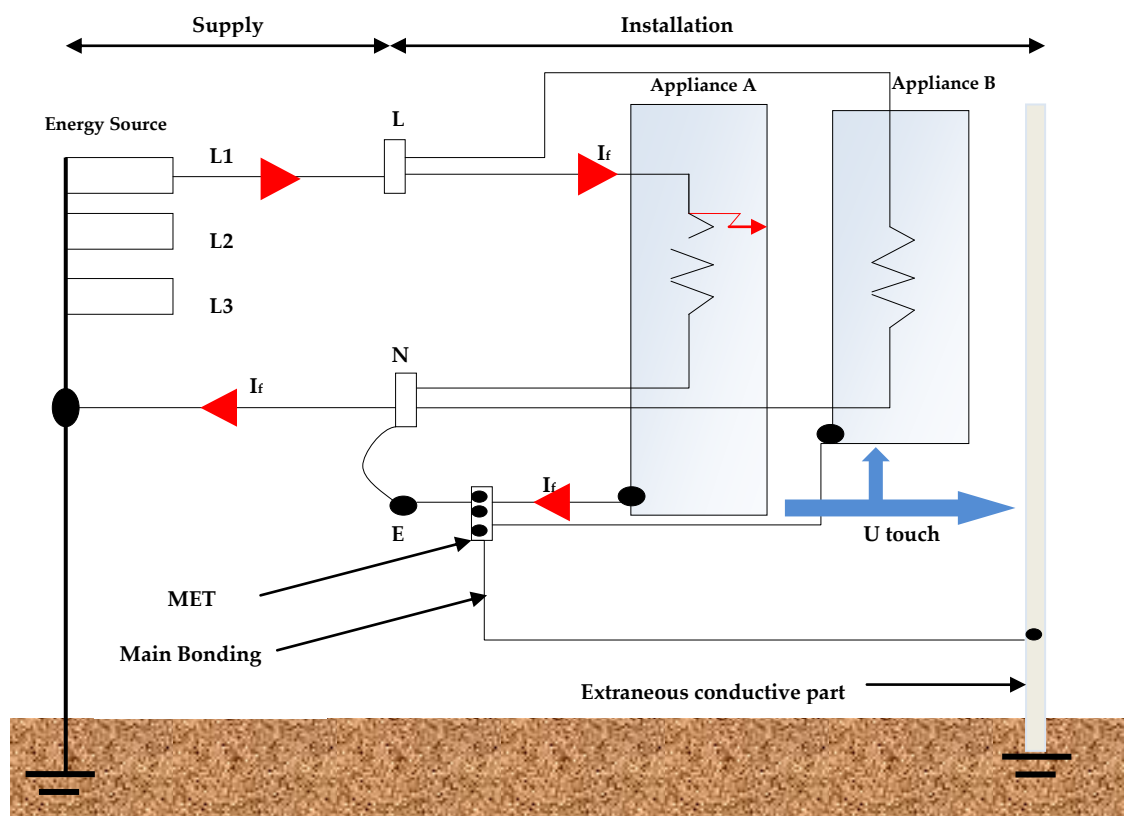 Supply
Installation
Appliance A
Appliance B
Energy Source
L
L1
If
L2
L3
N
If
If
E
U touch
MET
Main Bonding
Extraneous conductive part